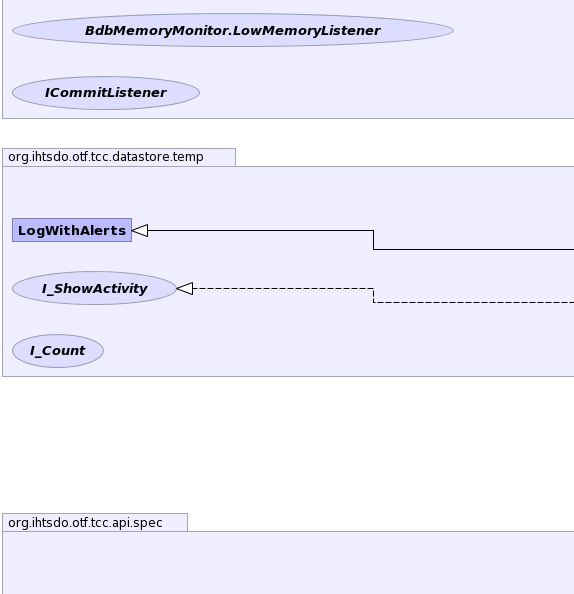 BdbMemoryMonitor.LowMemoryListener
ICommitListener
org.ihtsdo.otf.tcc.datastore.temp
LogWithAlerts
I_ShowActivity
I_Count
org.ihtsdo.otf.tcc.api.spec